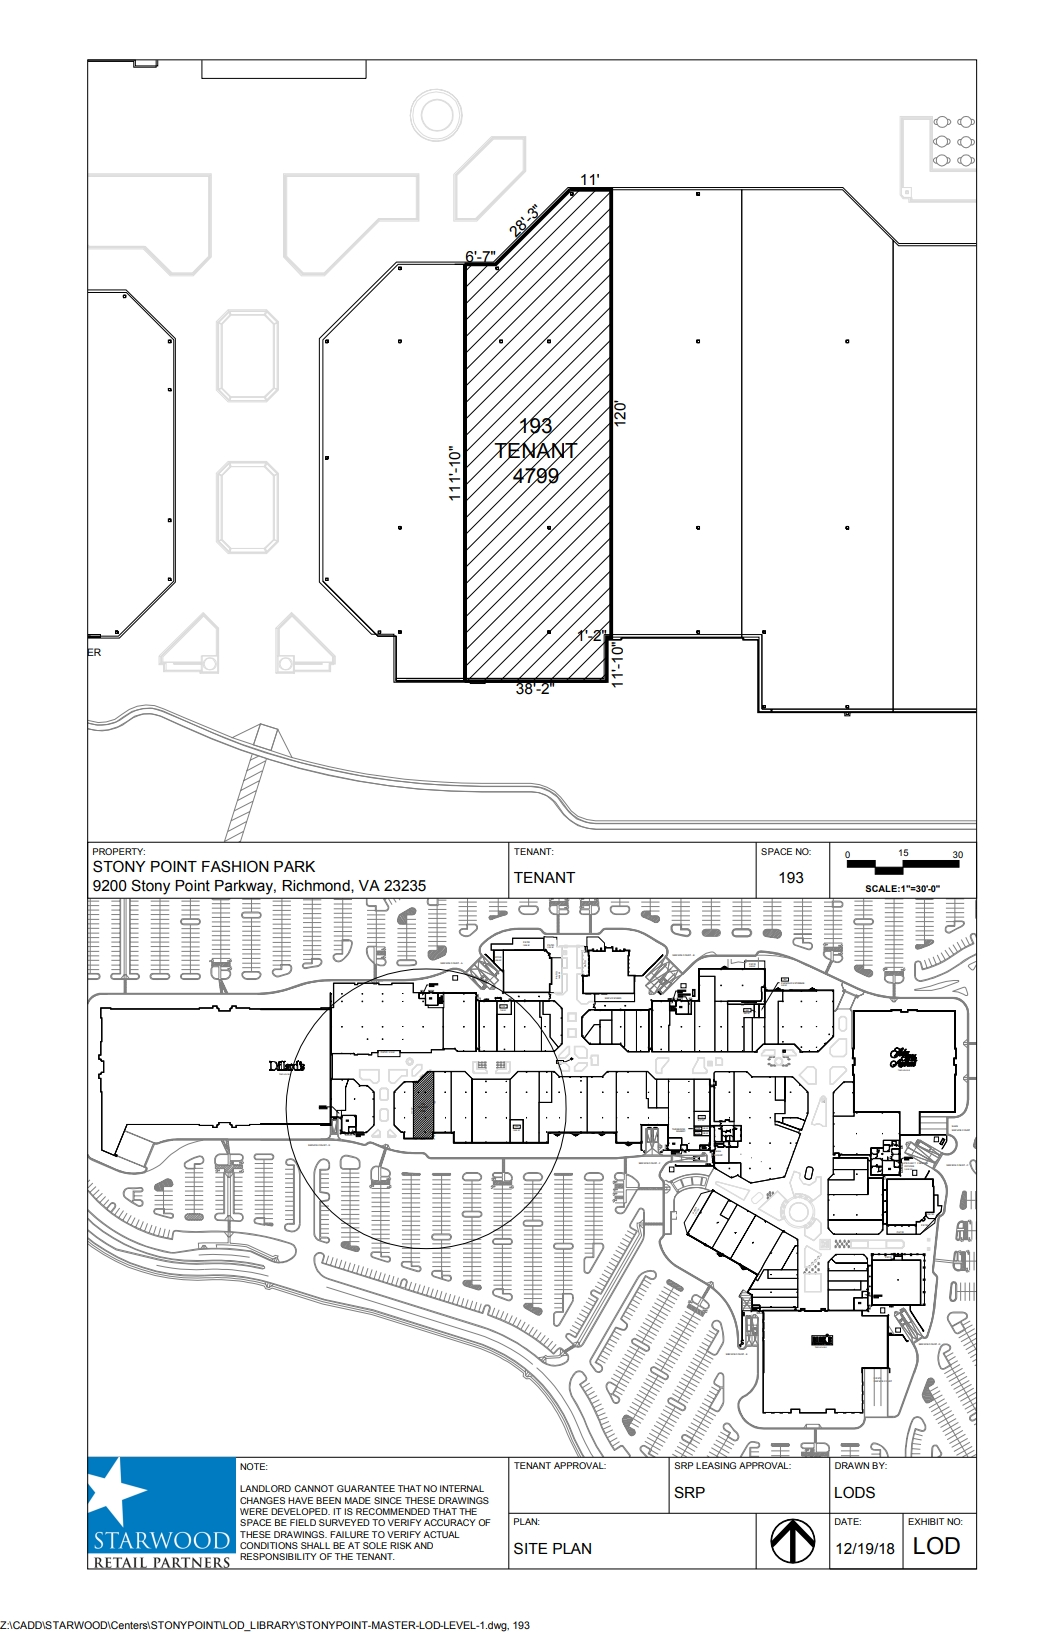 11'
28'-3"
6'-7"
120'
193
TENANT
4799
111'-10"
1'-2"
11'-10"
38'-2"
ER
PROPERTY:
STONY POINT FASHION PARK
9200 Stony Point Parkway, Richmond, VA 23235
TENANT:
TENANT
SPACE NO:
193
0 15 30
SCALE:1"=30'-0"
Dillard's
NOTE:
LANDLORD CANNOT GUARANTEE THAT NO INTERNAL
CHANGES HAVE BEEN MADE SINCE THESE DRAWINGS
WERE DEVELOPED. IT IS RECOMMENDED THAT THE
SPACE BE FIELD SURVEYED TO VERIFY ACCURACY OF
THESE DRAWINGS. FAILURE TO VERIFY ACTUAL
CONDITIONS SHALL BE AT SOLE RISK AND
RESPONSIBILITY OF THE TENANT.
STARWOOD
RETAIL PARTNERS
TENANT APPROVAL:
SRP LEASING APPROVAL:
SRP
DRAWN BY:
LODS
PLAN:
SITE PLAN
DATE:
12/19/18
EXHIBIT NO:
LOD
Z:\CADD\STARWOOD\Centers\STONYPOINT\LOD_LIBRARY\STONYPOINT-MASTER-LOD-LEVEL-1.dwg, 193